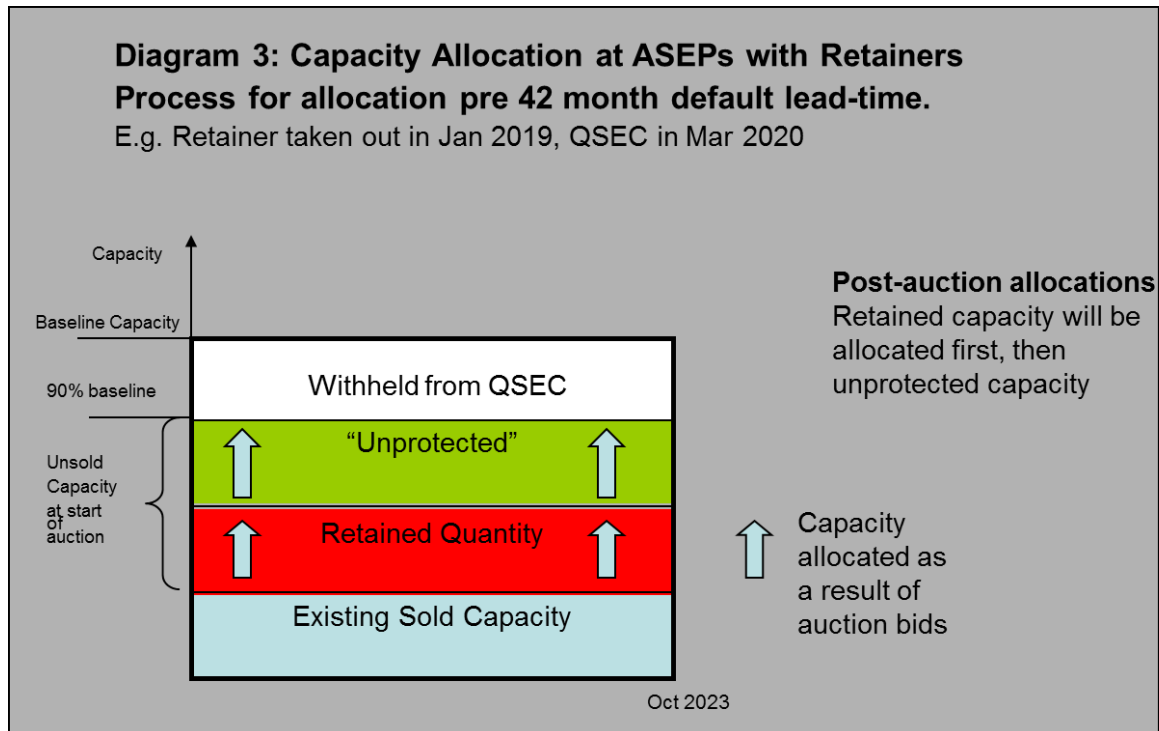 Diagram 3: Capacity Allocation at ASEPs with Retainers
Process for allocation pre 42 month default lead-time.
E.g. Retainer taken out in Jan 2019, QSEC in Mar 2020
Capacity
Baseline Capacity
90% baseline
Unsold
Capacity
at start
of
auction
Withheld from QSEC
“Unprotected”
Retained Quantity
Existing Sold Capacity
Oct 2023
Post-auction allocations
Retained capacity will be
allocated first, then
unprotected capacity
Capacity
allocated as
a result of
auction bids